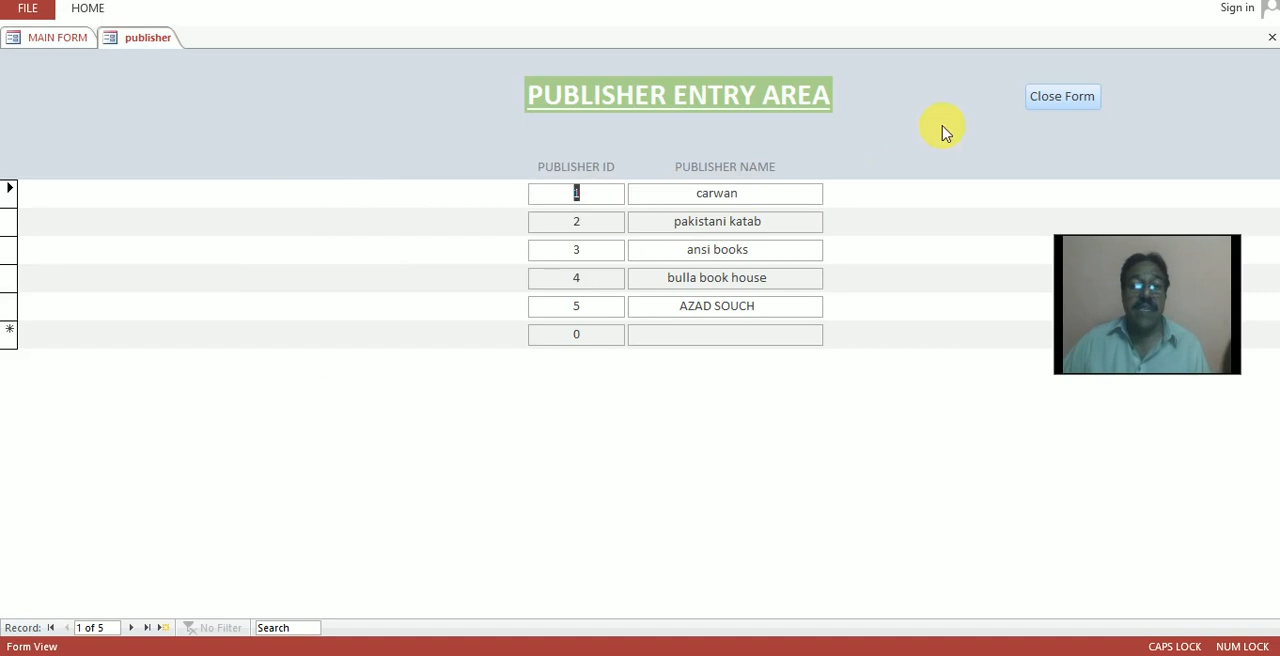 FILE HOME Sign in
MAIN FORM publisher
PUBLISHER ENTRY AREA
Close Form
PUBLISHER ID PUBLISHER NAME
1 carwan
2 pakistani katab
3 ansi books
4 bulla book house
5 AZAD SOUCH
0
Record: 1 of 5 No Filter Search
Form View CAPS LOCK NUM LOCK